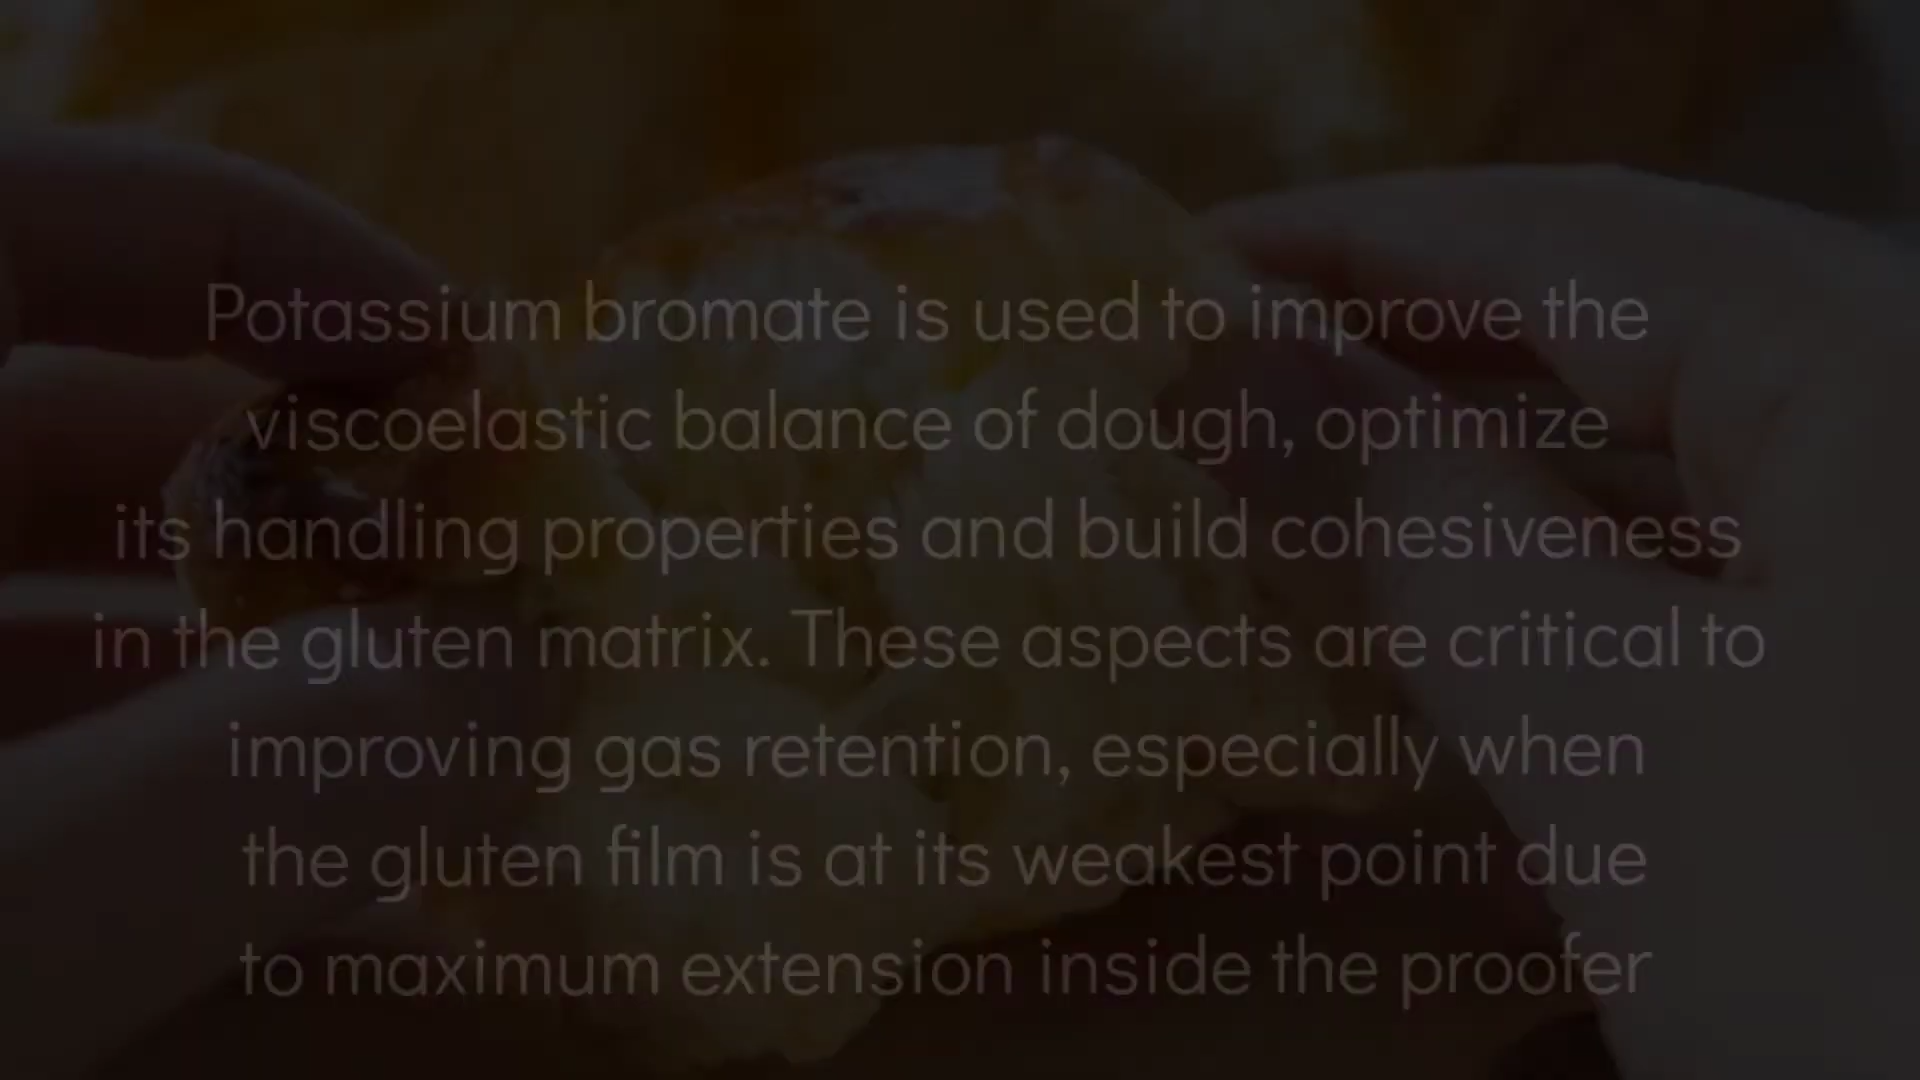 Potassium bromate is used to improve the
viscoelastic balance of dough, optimize
its handling properties and build cohesiveness
in the gluten matrix. These aspects are critical to
improving gas retention, especially when
the gluten film is at its weakest point due
to maximum extension inside the proofer